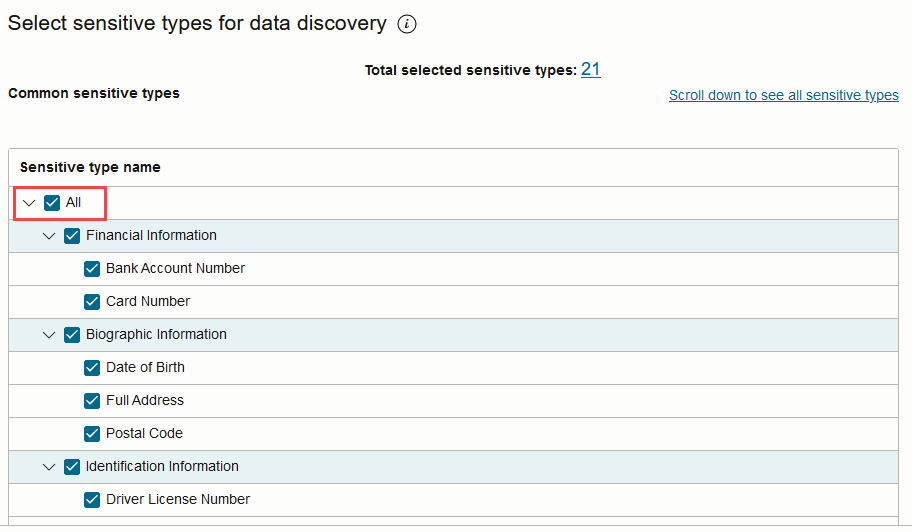 Select sensitive types for data discovery i
Total selected sensitive types: 21
Common sensitive types
Scroll down to see all sensitive types
Sensitive type name
All
Financial Information
Bank Account Number
Card Number
Biographic Information
Date of Birth
Full Address
Postal Code
Identification Information
Driver License Number